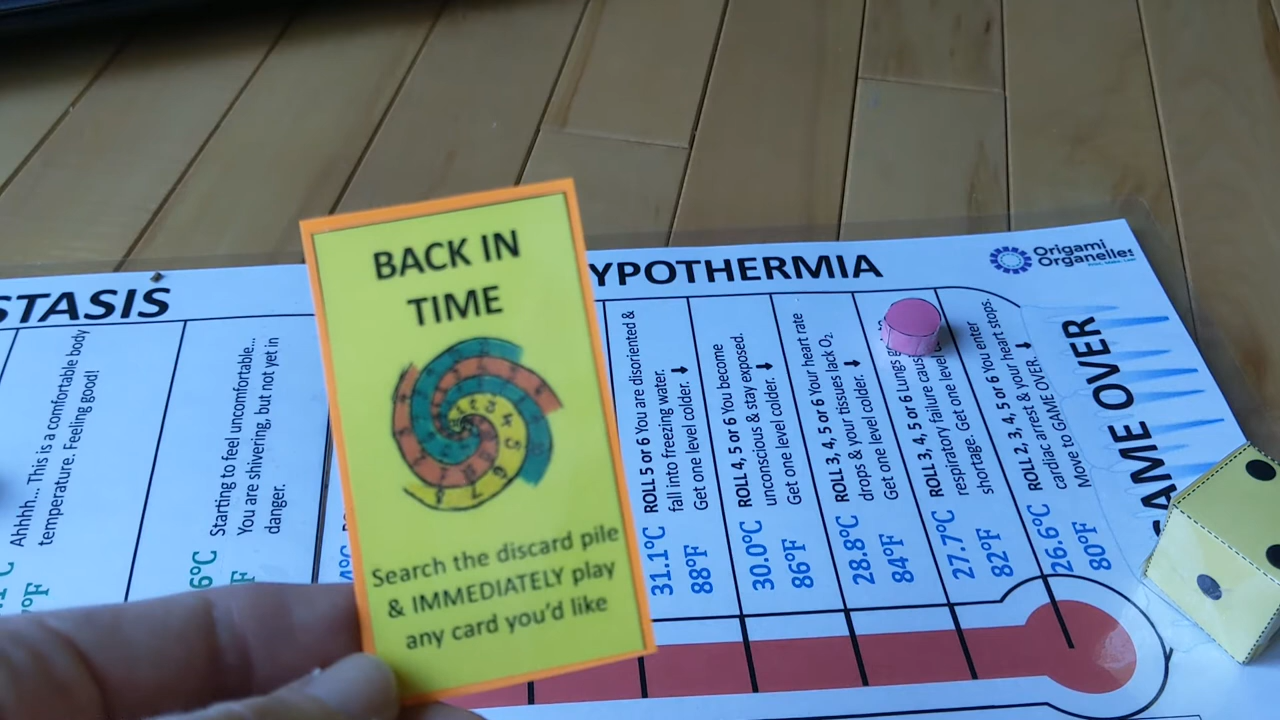 BACK IN
TIME
Search the discard pile
& IMMEDIATELY play
any card you'd like
STASIS
YPOTHERMIA
Origami
Organelles
Ahhhh... This is a comfortable body
temperature. Feeling good!
°F
6°C
F
Starting to feel uncomfortable...
You are shivering, but not yet in
danger.
4°C
31.1°C
88°F
ROLL 5 or 6 You are disoriented &
fall into freezing water.
Get one level colder.
30.0°C
86°F
ROLL 4, 5 or 6 You become
unconscious & stay exposed.
Get one level colder.
28.8°C
84°F
ROLL 3, 4, 5 or 6 Your heart rate
drops & your tissues lack O₂.
Get one level colder.
27.7°C
82°F
ROLL 3, 4, 5 or 6 Lungs
respiratory failure
shortage. Get one level
26.6°C
80°F
ROLL 2, 3, 4, 5 or 6 You enter
cardiac arrest & your heart stops.
Move to GAME OVER.
GAME OVER